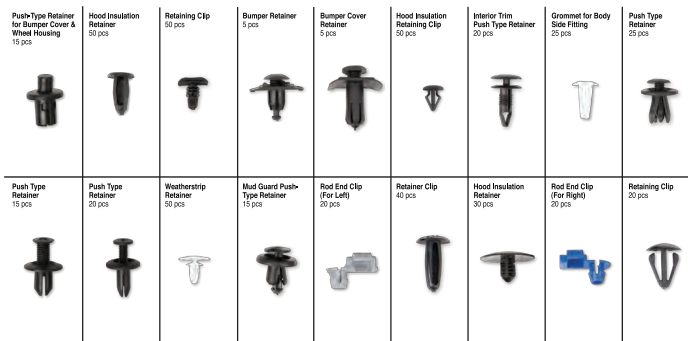 Push-Type Retainer
for Bumper Cover &
Wheel Housing
15 pcs
Hood Insulation
Retainer
50 pcs
Retaining Clip
50 pcs
Bumper Retainer
5 pcs
Bumper Cover
Retainer
5 pcs
Hood Insulation
Retaining Clip
50 pcs
Interior Trim
Push Type Retainer
20 pcs
Grommet for Body
Side Fitting
25 pcs
Push Type
Retainer
25 pcs
Push Type
Retainer
15 pcs
Push Type
Retainer
20 pcs
Weatherstrip
Retainer
50 pcs
Mud Guard Push-
Type Retainer
15 pcs
Rod End Clip
(For Left)
20 pcs
Retainer Clip
40 pcs
Hood Insulation
Retainer
30 pcs
Rod End Clip
(For Right)
20 pcs
Retaining Clip
20 pcs